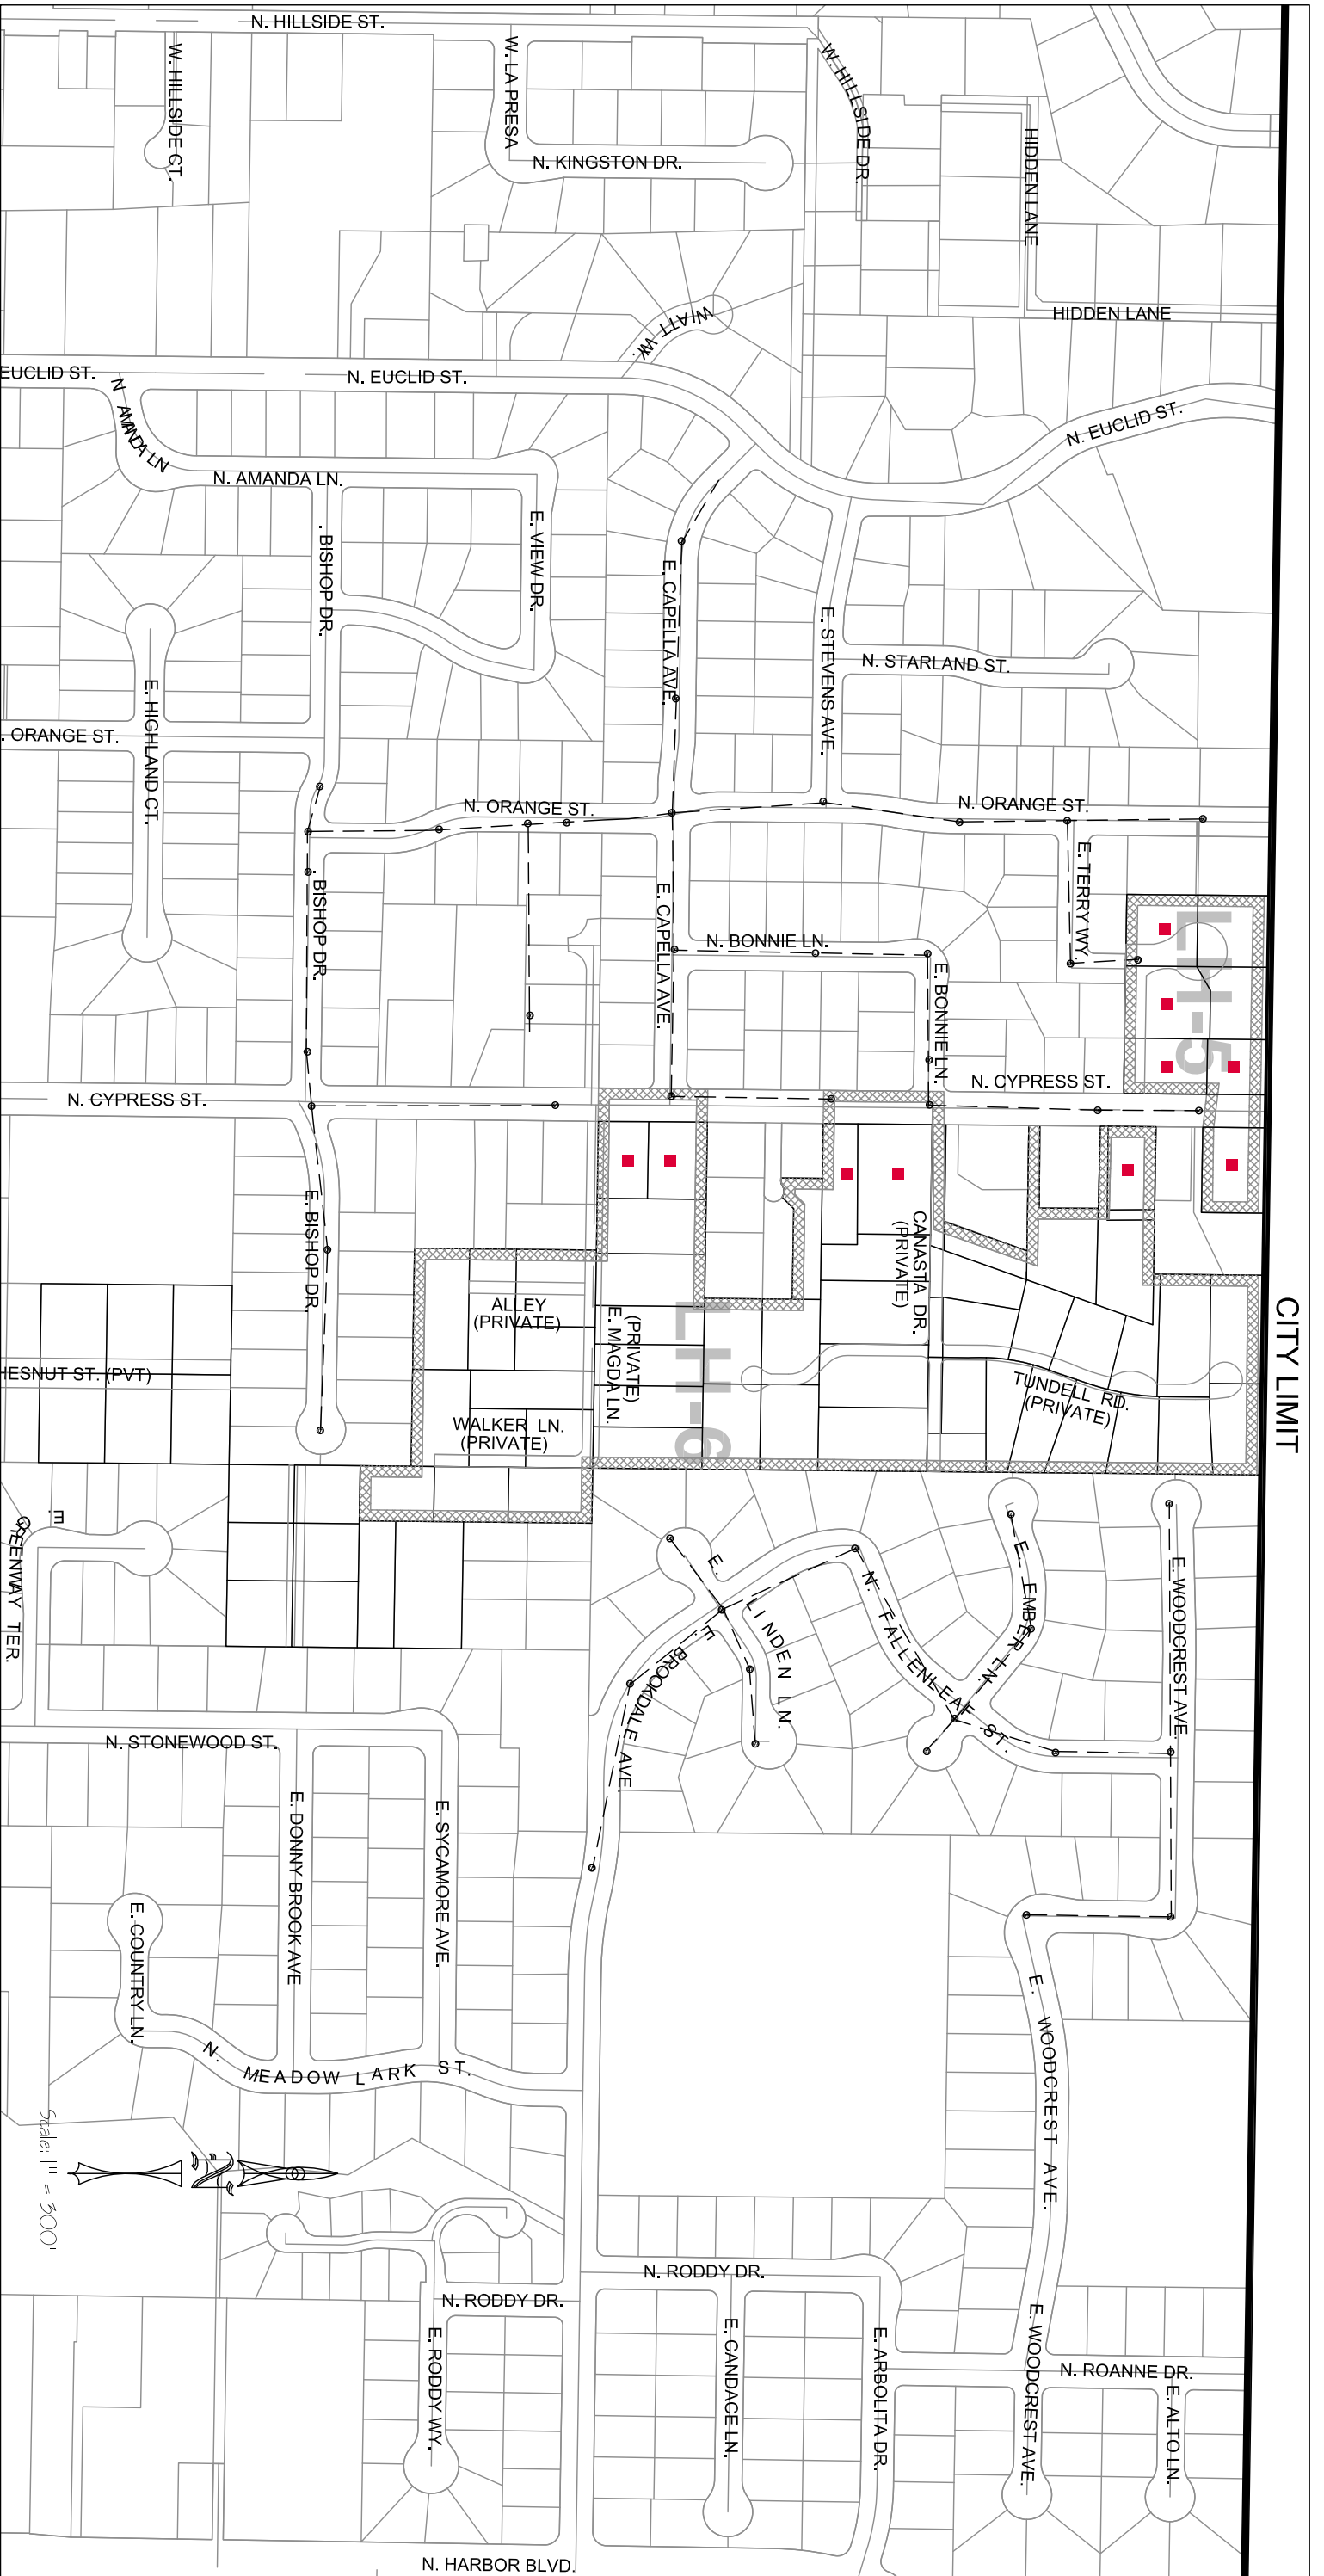 N. HILLSIDE ST.
W. HILLSIDE CT.
W. LA PRESA
N. KINGSTON DR.
W. HILLSIDE DR.
HIDDEN LANE
HIDDEN LANE
WIATT W.
EUCLID ST.
N. EUCLID ST.
N. EUCLID ST.
N AMANDA LN
N. AMANDA LN.
. BISHOP DR.
E. VIEW DR.
E. CAPELLA AVE.
E. STEVENS AVE.
N. STARLAND ST.
E. HIGHLAND CT.
. ORANGE ST.
N. ORANGE ST.
N. ORANGE ST.
. BISHOP DR.
E. CAPELLA AVE.
N. BONNIE LN.
E. BONNIE LN.
E. TERRY WY.
LH-5
N. CYPRESS ST.
N. CYPRESS ST.
E. BISHOP DR.
CANASTA DR.
(PRIVATE)
ALLEY
(PRIVATE)
(PRIVATE)
E. MAGDA LN.
LH-6
CITY LIMIT
HESNUT ST. (PVT)
WALKER LN.
(PRIVATE)
TUNDELL RD.
(PRIVATE)
E.
EENWAY TER.
E. LINDEN LN.
E. BROOKDALE AVE.
N. FALLENLEAF ST.
E. EMBER LN.
E. WOODCREST AVE.
N. STONEWOOD ST.
E. DONNY BROOK AVE
E. SYCAMORE AVE.
E. COUNTRY LN.
N. MEADOW LARK ST.
E. WOODCREST AVE.
Scale: 1" = 300'
N
N. RODDY DR.
N. RODDY DR.
E. RODDY WY.
E. CANDACE LN.
E. ARBOLITA DR.
E. WOODCREST AVE.
N. ROANNE DR.
E. ALTO LN.
N. HARBOR BLVD.